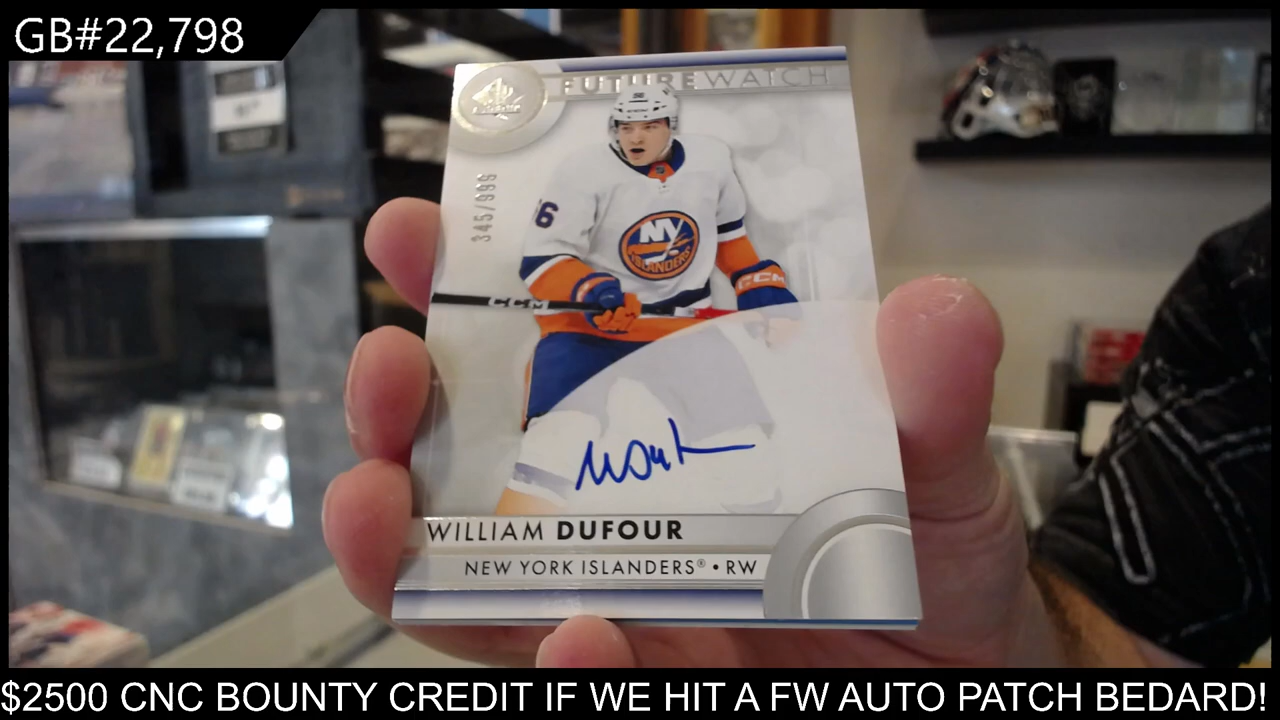 GB#22,798
FUTURE WATCH
345/999
16
NY
ISLANDERS
CCM
CCM
WILLIAM DUFOUR
NEW YORK ISLANDERS® • RW
$2500 CNC BOUNTY CREDIT IF WE HIT A FW AUTO PATCH BEDARD!